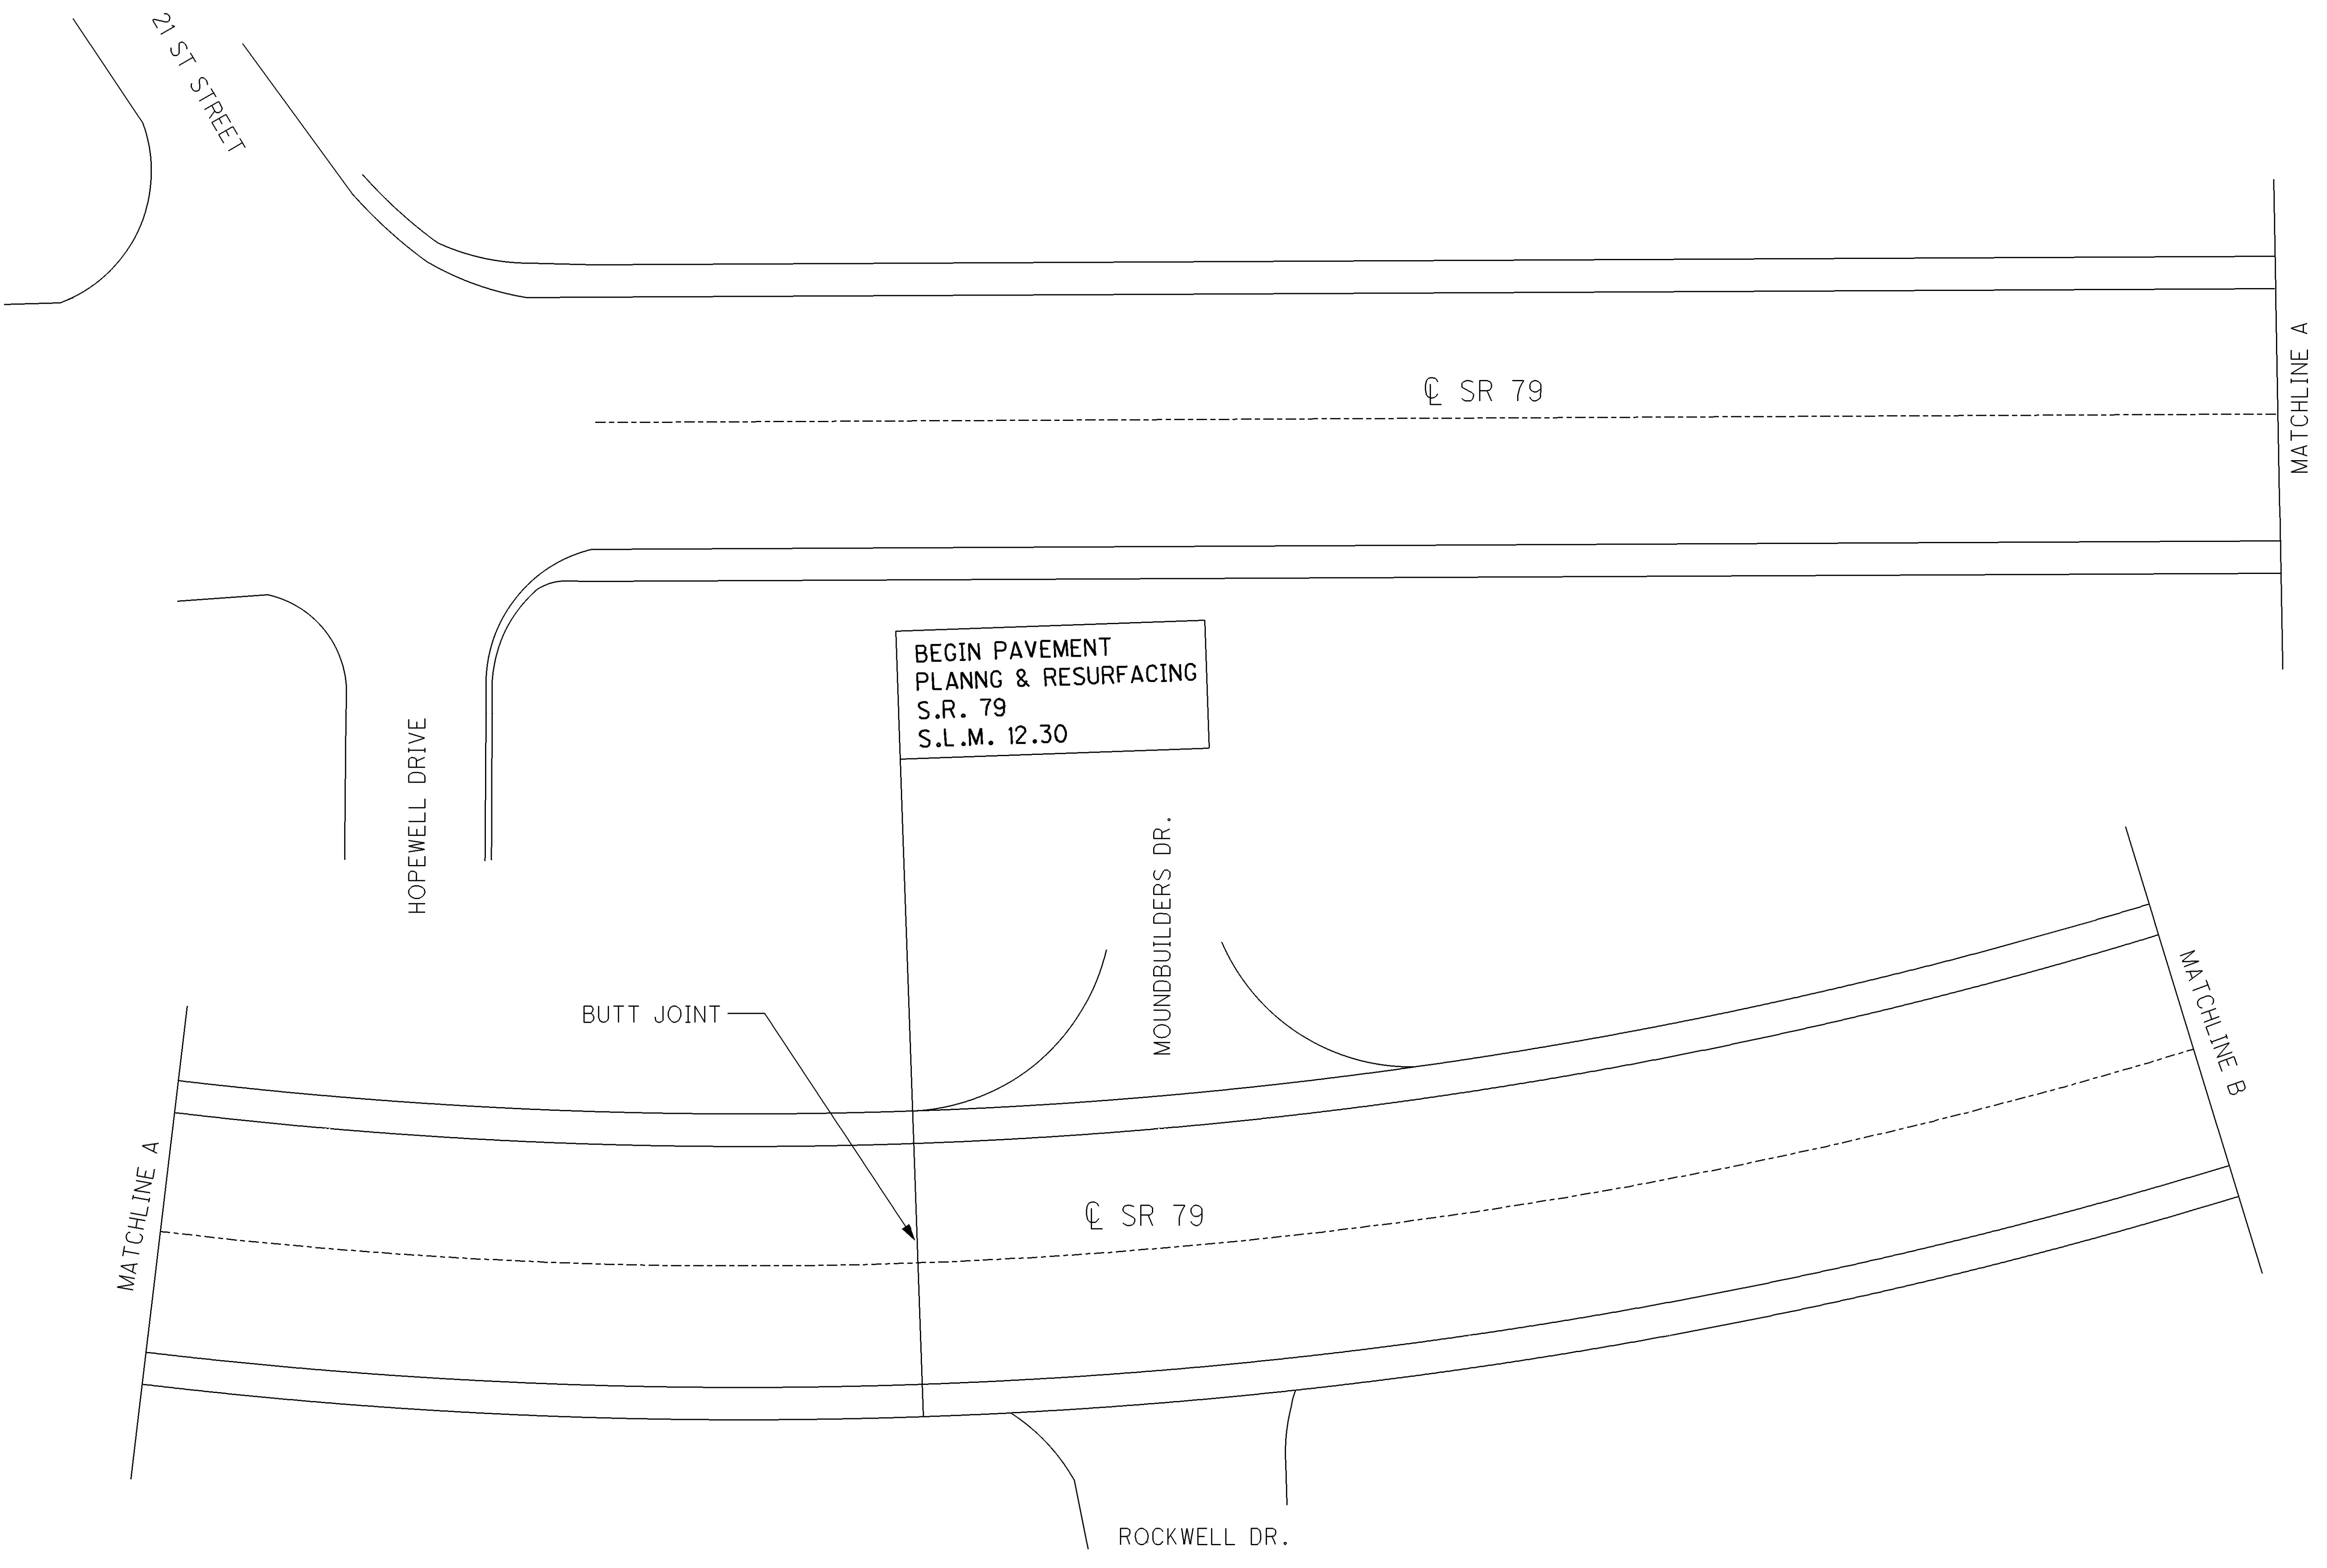 21 ST STREET
℄ SR 79
MATCHLINE A
BEGIN PAVEMENT
PLANNG & RESURFACING
S.R. 79
S.L.M. 12.30
HOPEWELL DRIVE
MOUNDBUILDERS DR.
BUTT JOINT
MATCHLINE B
MATCHLINE A
℄ SR 79
ROCKWELL DR.